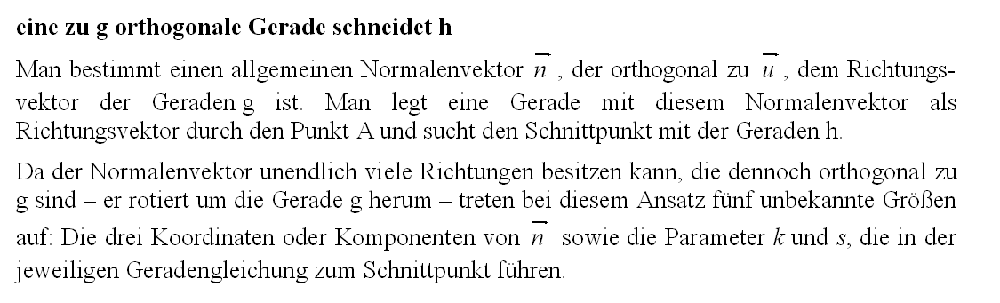 eine zu g orthogonale Gerade schneidet h
Man bestimmt einen allgemeinen Normalenvektor n⃗ , der orthogonal zu u⃗ , dem Richtungs-
vektor der Geraden g ist. Man legt eine Gerade mit diesem Normalenvektor als
Richtungsvektor durch den Punkt A und sucht den Schnittpunkt mit der Geraden h.
Da der Normalenvektor unendlich viele Richtungen besitzen kann, die dennoch orthogonal zu
g sind – er rotiert um die Gerade g herum – treten bei diesem Ansatz fünf unbekannte Größen
auf: Die drei Koordinaten oder Komponenten von n⃗ sowie die Parameter k und s, die in der
jeweiligen Geradengleichung zum Schnittpunkt führen.